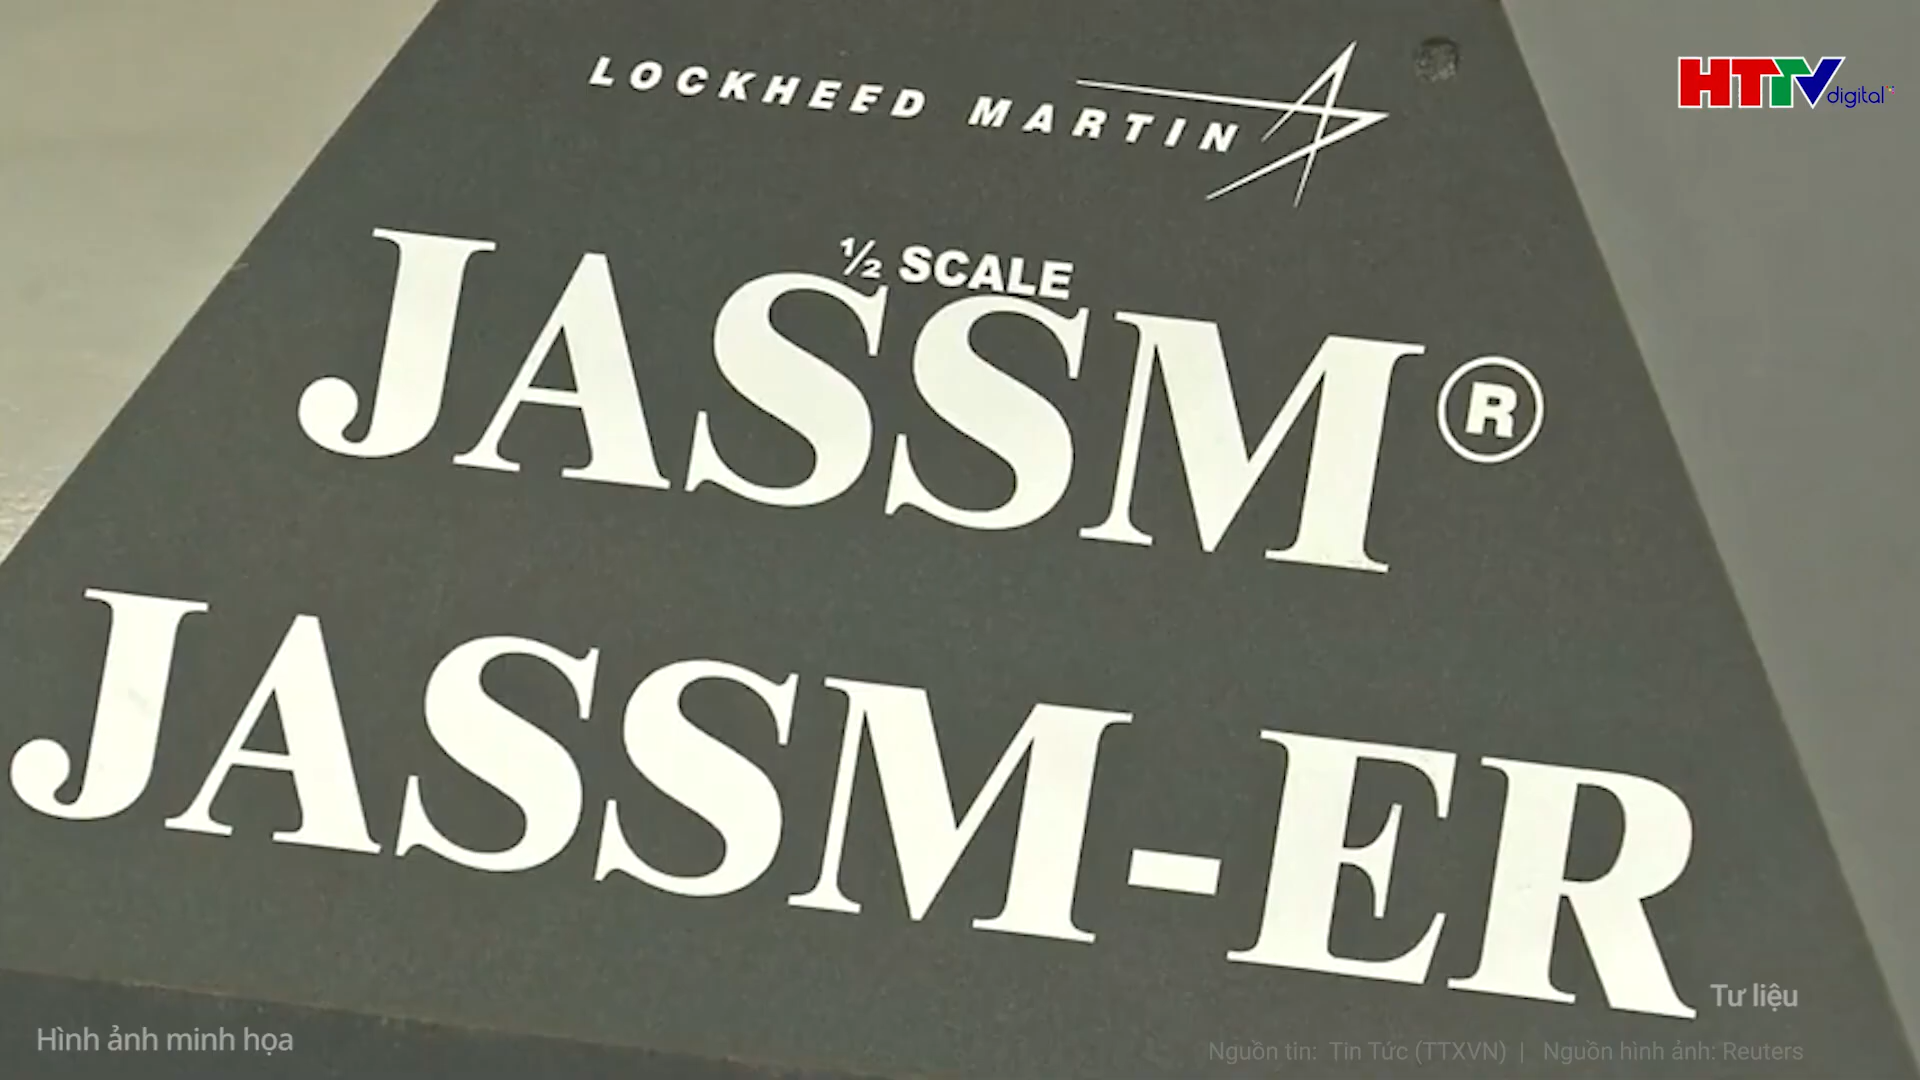 LOCKHEED MARTIN
HTTV digital
½ SCALE
JASSM®
JASSM-ER
Tư liệu
Hình ảnh minh họa
Nguồn tin: Tin Tức (TTXVN) | Nguồn hình ảnh: Reuters